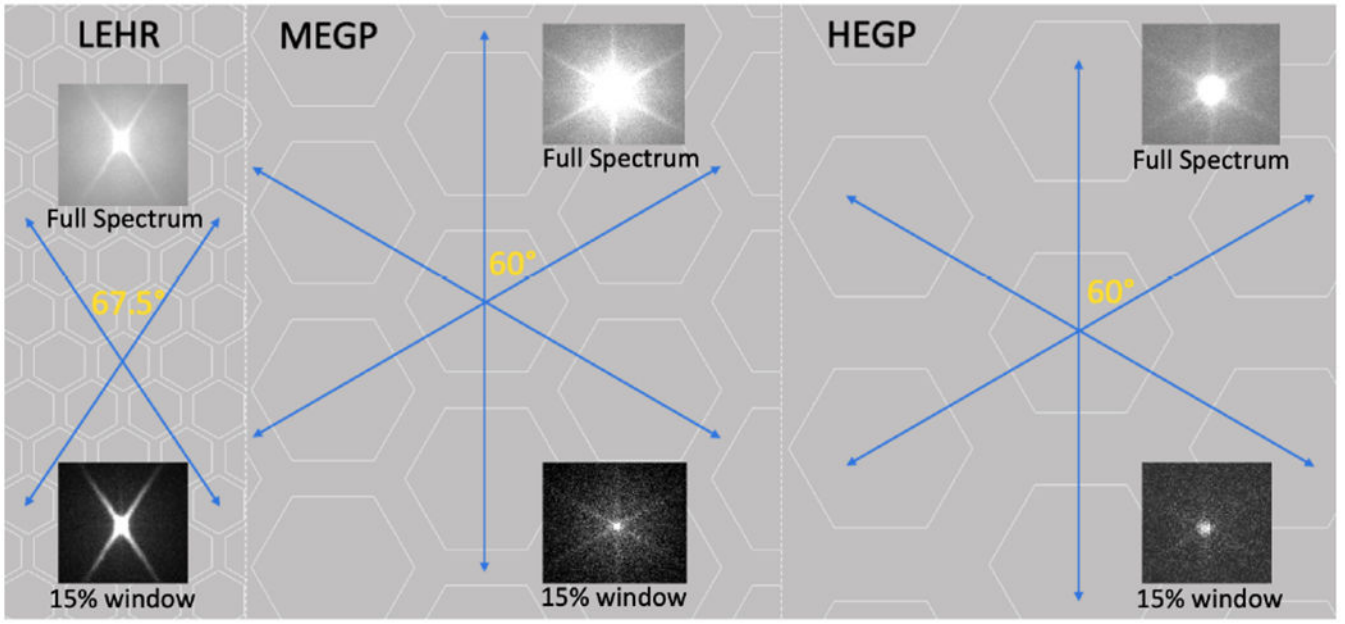 LEHR
Full Spectrum
67.5°
15% window
MEGP
Full Spectrum
60°
15% window
HEGP
Full Spectrum
60°
15% window